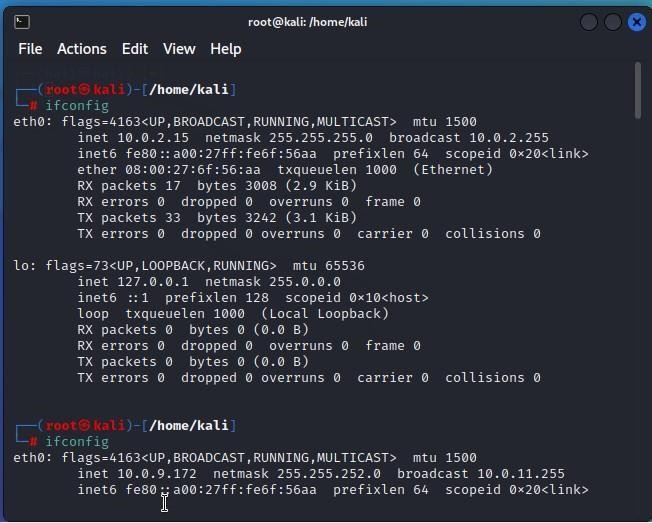 root@kali: /home/kali
File Actions Edit View Help
┌──(root㉿kali)-[/home/kali]
└─# ifconfig
eth0: flags=4163<UP,BROADCAST,RUNNING,MULTICAST>  mtu 1500
        inet 10.0.2.15  netmask 255.255.255.0  broadcast 10.0.2.255
        inet6 fe80::a00:27ff:fe6f:56aa  prefixlen 64  scopeid 0×20<link>
        ether 08:00:27:6f:56:aa  txqueuelen 1000  (Ethernet)
        RX packets 17  bytes 3008 (2.9 KiB)
        RX errors 0  dropped 0  overruns 0  frame 0
        TX packets 33  bytes 3242 (3.1 KiB)
        TX errors 0  dropped 0 overruns 0  carrier 0  collisions 0
lo: flags=73<UP,LOOPBACK,RUNNING>  mtu 65536
        inet 127.0.0.1  netmask 255.0.0.0
        inet6 ::1  prefixlen 128  scopeid 0×10<host>
        loop  txqueuelen 1000  (Local Loopback)
        RX packets 0  bytes 0 (0.0 B)
        RX errors 0  dropped 0  overruns 0  frame 0
        TX packets 0  bytes 0 (0.0 B)
        TX errors 0  dropped 0 overruns 0  carrier 0  collisions 0
┌──(root㉿kali)-[/home/kali]
└─# ifconfig
eth0: flags=4163<UP,BROADCAST,RUNNING,MULTICAST>  mtu 1500
        inet 10.0.9.172  netmask 255.255.252.0  broadcast 10.0.11.255
        inet6 fe80::a00:27ff:fe6f:56aa  prefixlen 64  scopeid 0×20<link>